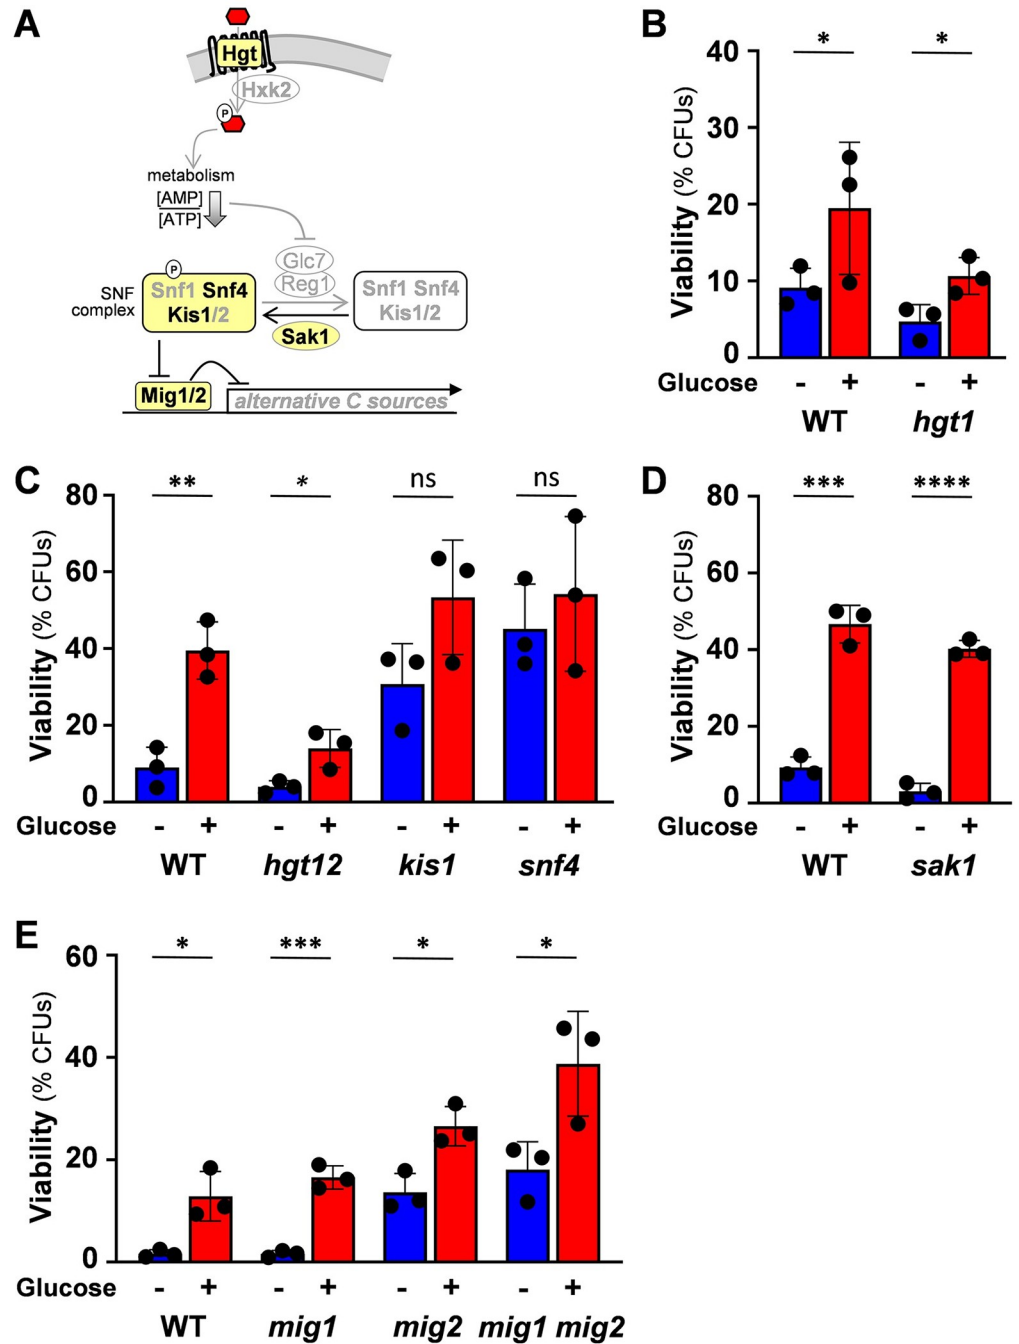 A
Hgt
Hxk2
P
metabolism
[AMP]
[ATP]
Glc7
Reg1
P
SNF
complex
Snf1 Snf4
Kis1/2
Snf1 Snf4
Kis1/2
Sak1
Mig1/2
alternative C sources
B
Viability (% CFUs)
40
30
20
10
0
* *
Glucose - + - +
WT hgt1
C
Viability (% CFUs)
80
60
40
20
0
** * ns ns
Glucose - + - + - + - +
WT hgt12 kis1 snf4
D
Viability (% CFUs)
80
60
40
20
0
*** ****
Glucose - + - +
WT sak1
E
Viability (% CFUs)
60
40
20
0
* *** * *
Glucose - + - + - + - +
WT mig1 mig2 mig1 mig2